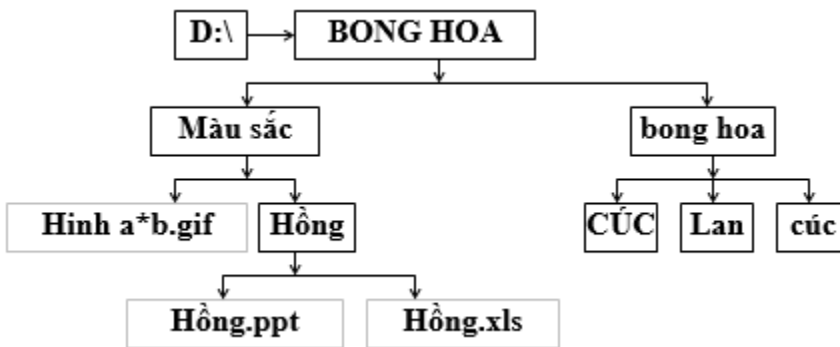 D:\ BONG HOA
Màu sắc bong hoa
Hinh a*b.gif Hồng CÚC Lan cúc
Hồng.ppt Hồng.xls